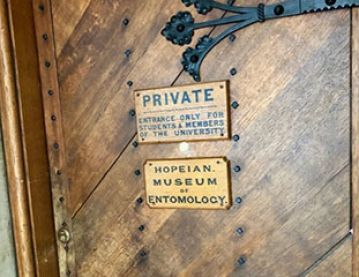 PRIVATE
ENTRANCE ONLY FOR
STUDENTS & MEMBERS
OF THE UNIVERSITY.
HOPEIAN.
MUSEUM
OF
ENTOMOLOGY.